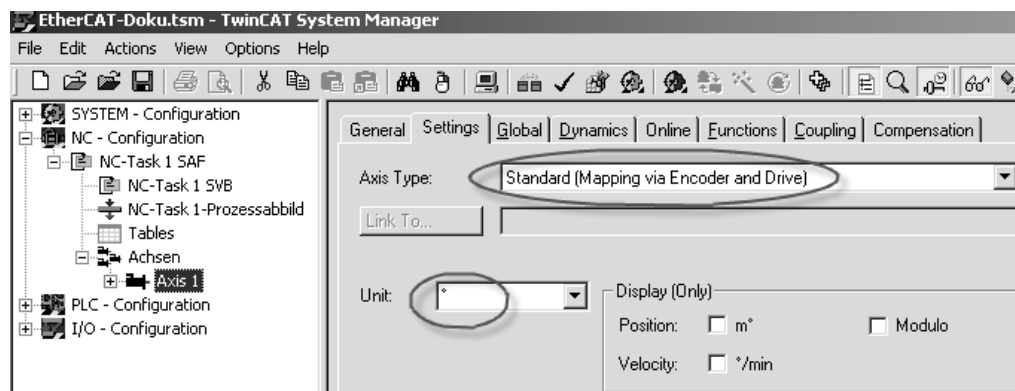 EtherCAT-Doku.tsm - TwinCAT System Manager
File Edit Actions View Options Help
SYSTEM - Configuration
NC - Configuration
NC-Task 1 SAF
NC-Task 1 SVB
NC-Task 1-Prozessabbild
Tables
Achsen
Axis 1
PLC - Configuration
I/O - Configuration
General Settings Global Dynamics Online Functions Coupling Compensation
Axis Type: Standard (Mapping via Encoder and Drive)
Link To...
Unit: °
Display (Only)
Position: m° Modulo
Velocity: °/min